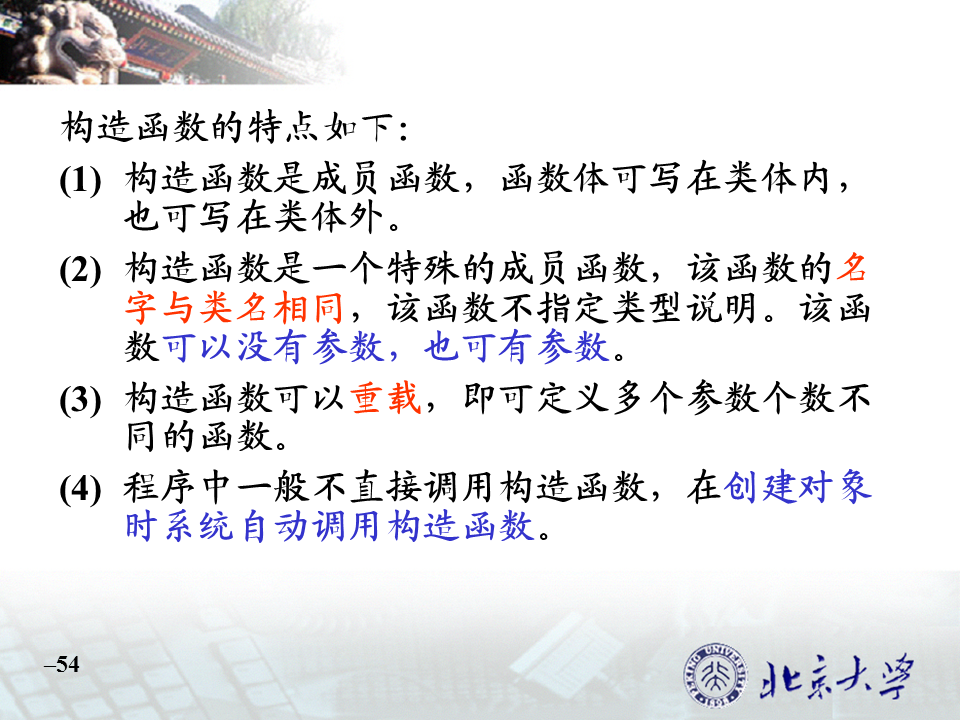 构造函数的特点如下:
(1) 构造函数是成员函数，函数体可写在类体内，
也可写在类体外。
(2) 构造函数是一个特殊的成员函数，该函数的名
字与类名相同，该函数不指定类型说明。该函
数可以没有参数，也可有参数。
(3) 构造函数可以重载，即可定义多个参数个数不
同的函数。
(4) 程序中一般不直接调用构造函数，在创建对象
时系统自动调用构造函数。
–54
PEKING UNIVERSITY
1898
北京大学